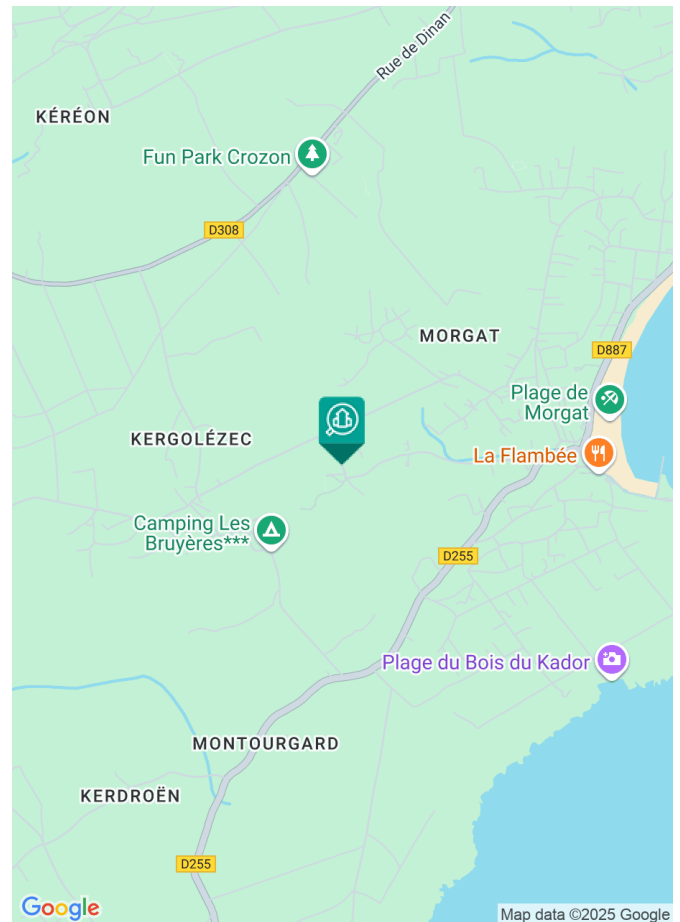 Rue de Dinan
KÉRÉON
Fun Park Crozon
D308
MORGAT
D887
Plage de
Morgat
KERGOLÉZEC
La Flambée
Camping Les
Bruyères***
D255
Plage du Bois du Kador
MONTOURGARD
KERDROËN
D255
Google
Map data ©2025 Google